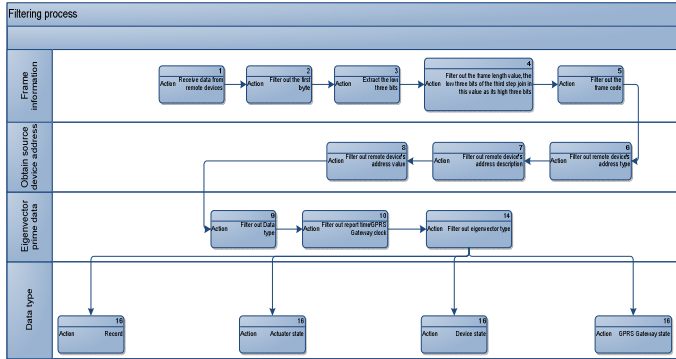 Filtering process
Frame
information
1
Action
Receive data from
remote devices
2
Action
Filter out the first
byte
3
Action
Extract the low
three bits
4
Action
Filter out the frame length value, the
low three bits of the third step join in
this value as its high three bits
5
Action
Filter out the
frame code
Obtain source
device address
8
Action
Filter out remote device's
address value
7
Action
Filter out remote device's
address description
6
Action
Filter out remote device's
address type
Eigenvector
prime data
9
Action
Filter out Data
type
10
Action
Filter out report timeGPRS
Gateway clock
14
Action
Filter out eigenvector type
Data type
16
Action
Record
16
Action
Actuator state
16
Action
Device state
16
Action
GPRS Gateway state